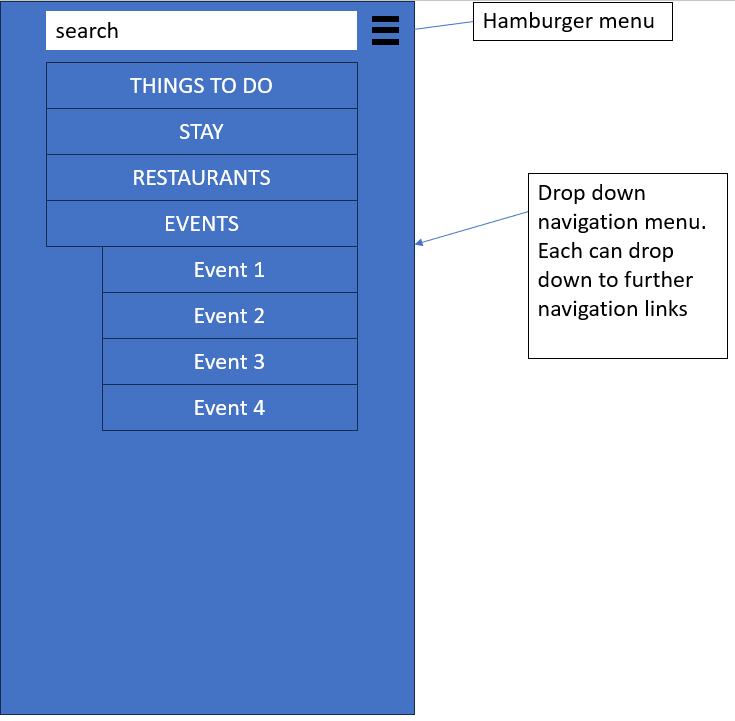 search
Hamburger menu
THINGS TO DO
STAY
RESTAURANTS
EVENTS
Event 1
Event 2
Event 3
Event 4
Drop down
navigation menu.
Each can drop
down to further
navigation links